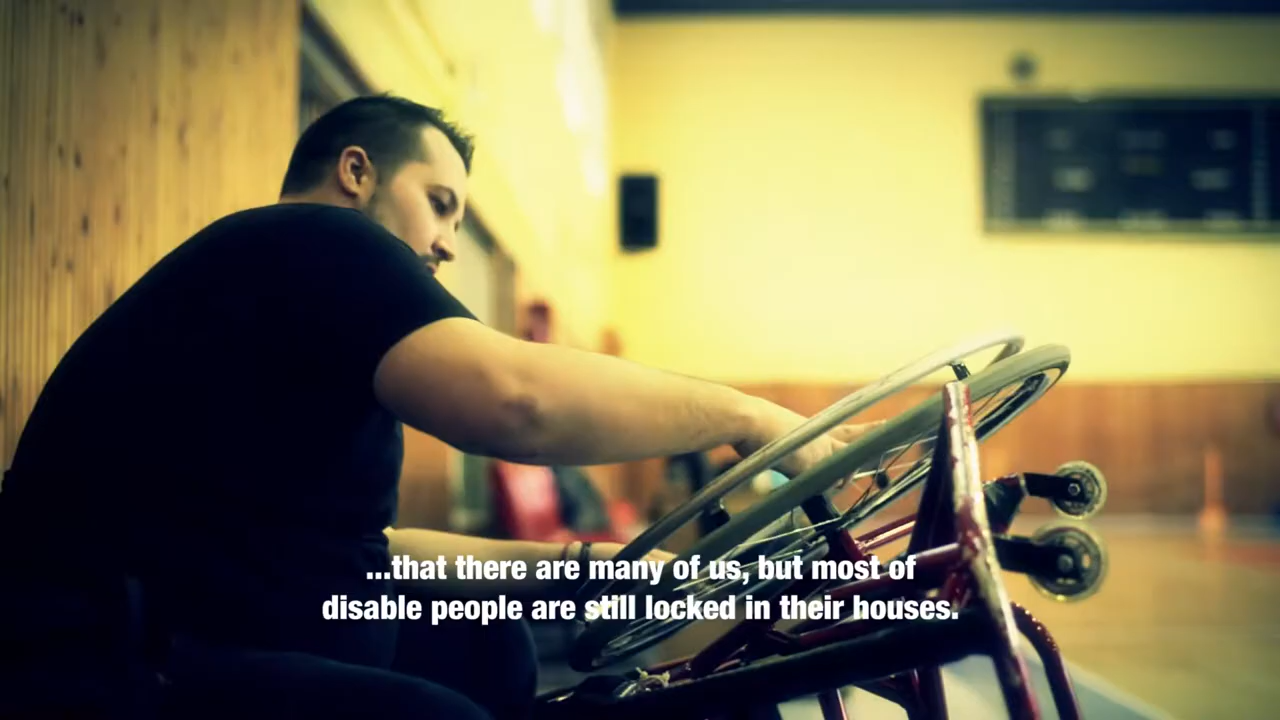 ...that there are many of us, but most of
disable people are still locked in their houses.